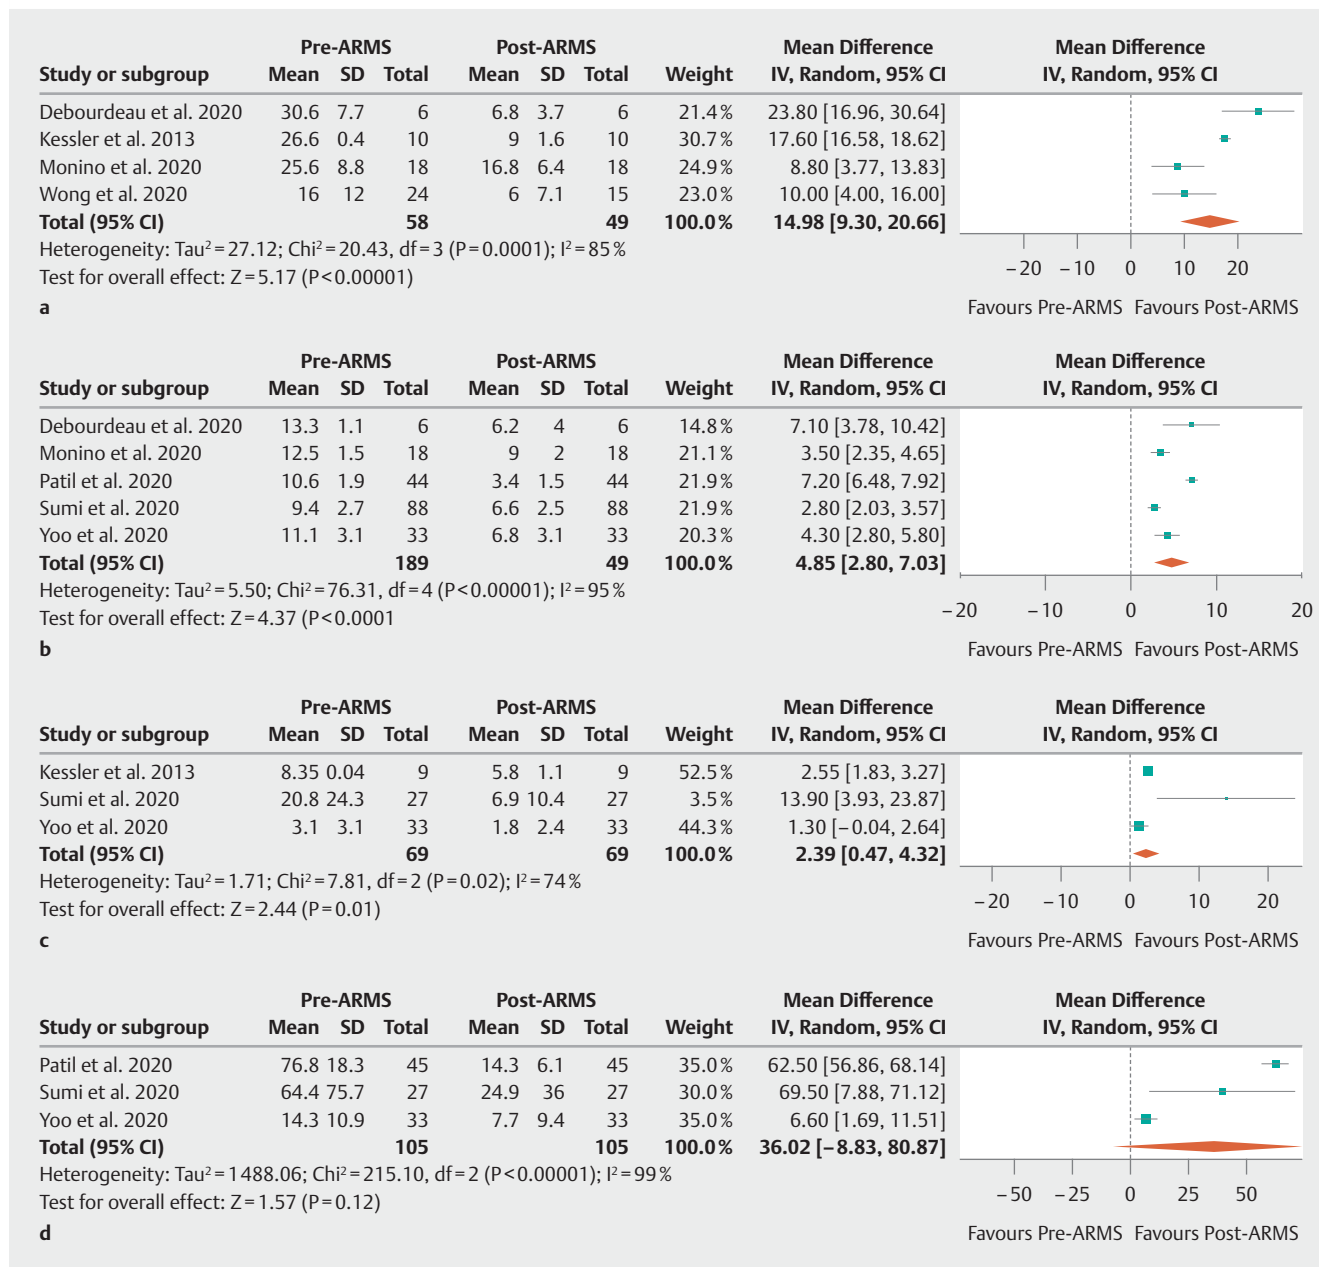 Pre-ARMS Post-ARMS Mean Difference Mean Difference
Study or subgroup Mean SD Total Mean SD Total Weight IV, Random, 95% CI IV, Random, 95% CI
Debourdeau et al. 2020 30.6 7.7 6 6.8 3.7 6 21.4% 23.80 [16.96, 30.64]
Kessler et al. 2013 26.6 0.4 10 9 1.6 10 30.7% 17.60 [16.58, 18.62]
Monino et al. 2020 25.6 8.8 18 16.8 6.4 18 24.9% 8.80 [3.77, 13.83]
Wong et al. 2020 16 12 24 6 7.1 15 23.0% 10.00 [4.00, 16.00]
Total (95% CI) 58 49 100.0% 14.98 [9.30, 20.66]
Heterogeneity: Tau² = 27.12; Chi² = 20.43, df = 3 (P = 0.0001); I² = 85%
Test for overall effect: Z = 5.17 (P < 0.00001)
−20 −10 0 10 20
a
Favours Pre-ARMS Favours Post-ARMS
Pre-ARMS Post-ARMS Mean Difference Mean Difference
Study or subgroup Mean SD Total Mean SD Total Weight IV, Random, 95% CI IV, Random, 95% CI
Debourdeau et al. 2020 13.3 1.1 6 6.2 4 6 14.8% 7.10 [3.78, 10.42]
Monino et al. 2020 12.5 1.5 18 9 2 18 21.1% 3.50 [2.35, 4.65]
Patil et al. 2020 10.6 1.9 44 3.4 1.5 44 21.9% 7.20 [6.48, 7.92]
Sumi et al. 2020 9.4 2.7 88 6.6 2.5 88 21.9% 2.80 [2.03, 3.57]
Yoo et al. 2020 11.1 3.1 33 6.8 3.1 33 20.3% 4.30 [2.80, 5.80]
Total (95% CI) 189 49 100.0% 4.85 [2.80, 7.03]
Heterogeneity: Tau² = 5.50; Chi² = 76.31, df = 4 (P < 0.00001); I² = 95%
Test for overall effect: Z = 4.37 (P < 0.0001
−20 −10 0 10 20
b
Favours Pre-ARMS Favours Post-ARMS
Pre-ARMS Post-ARMS Mean Difference Mean Difference
Study or subgroup Mean SD Total Mean SD Total Weight IV, Random, 95% CI IV, Random, 95% CI
Kessler et al. 2013 8.35 0.04 9 5.8 1.1 9 52.5% 2.55 [1.83, 3.27]
Sumi et al. 2020 20.8 24.3 27 6.9 10.4 27 3.5% 13.90 [3.93, 23.87]
Yoo et al. 2020 3.1 3.1 33 1.8 2.4 33 44.3% 1.30 [−0.04, 2.64]
Total (95% CI) 69 69 100.0% 2.39 [0.47, 4.32]
Heterogeneity: Tau² = 1.71; Chi² = 7.81, df = 2 (P = 0.02); I² = 74%
Test for overall effect: Z = 2.44 (P = 0.01)
−20 −10 0 10 20
c
Favours Pre-ARMS Favours Post-ARMS
Pre-ARMS Post-ARMS Mean Difference Mean Difference
Study or subgroup Mean SD Total Mean SD Total Weight IV, Random, 95% CI IV, Random, 95% CI
Patil et al. 2020 76.8 18.3 45 14.3 6.1 45 35.0% 62.50 [56.86, 68.14]
Sumi et al. 2020 64.4 75.7 27 24.9 36 27 30.0% 69.50 [7.88, 71.12]
Yoo et al. 2020 14.3 10.9 33 7.7 9.4 33 35.0% 6.60 [1.69, 11.51]
Total (95% CI) 105 105 100.0% 36.02 [−8.83, 80.87]
Heterogeneity: Tau² = 1488.06; Chi² = 215.10, df = 2 (P < 0.00001); I² = 99%
Test for overall effect: Z = 1.57 (P = 0.12)
−50 −25 0 25 50
d
Favours Pre-ARMS Favours Post-ARMS